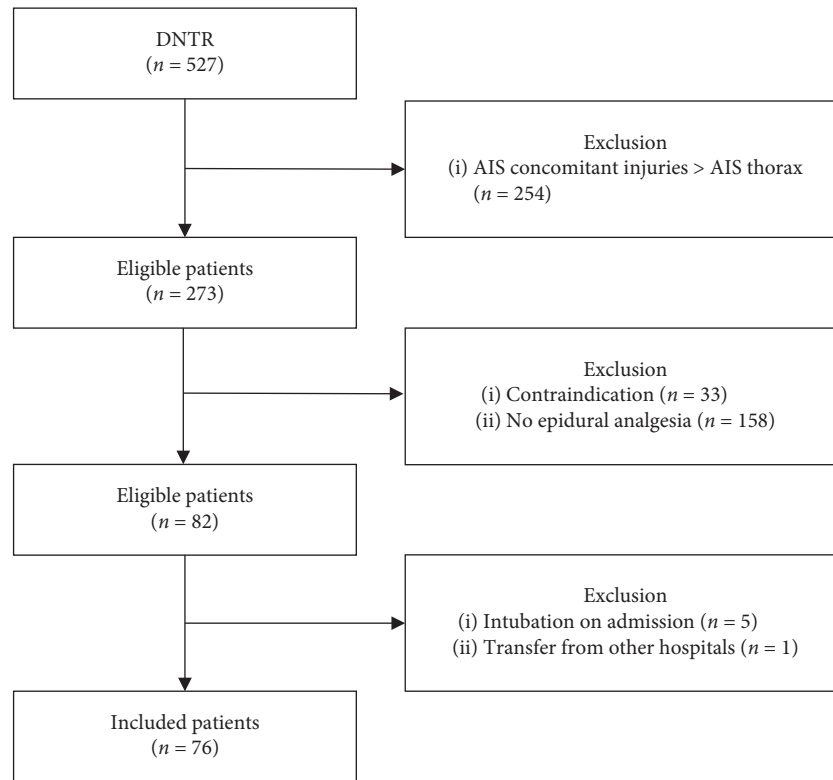 DNTR
(n = 527)
Exclusion
(i) AIS concomitant injuries > AIS thorax
(n = 254)
Eligible patients
(n = 273)
Exclusion
(i) Contraindication (n = 33)
(ii) No epidural analgesia (n = 158)
Eligible patients
(n = 82)
Exclusion
(i) Intubation on admission (n = 5)
(ii) Transfer from other hospitals (n = 1)
Included patients
(n = 76)